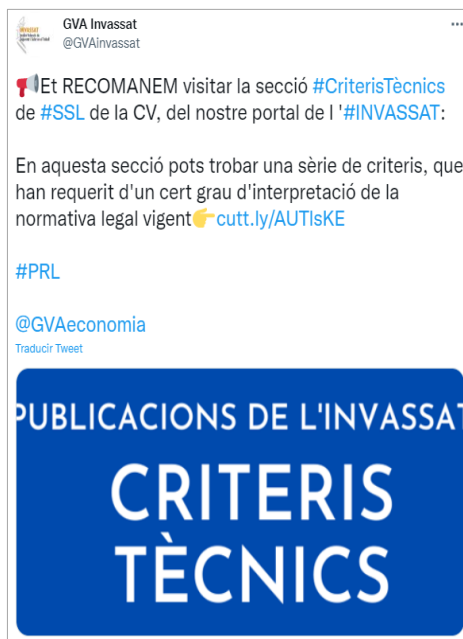 GVA Invassat
@GVAinvassat
Et RECOMANEM visitar la secció #CriterisTècnics
de #SSL de la CV, del nostre portal de l '#INVASSAT:
En aquesta secció pots trobar una sèrie de criteris, que
han requerit d'un cert grau d'interpretació de la
normativa legal vigent👉cutt.ly/AUTIsKE
#PRL
@GVAeconomia
Traducir Tweet
PUBLICACIONS DE L'INVASSAT
CRITERIS
TÈCNICS